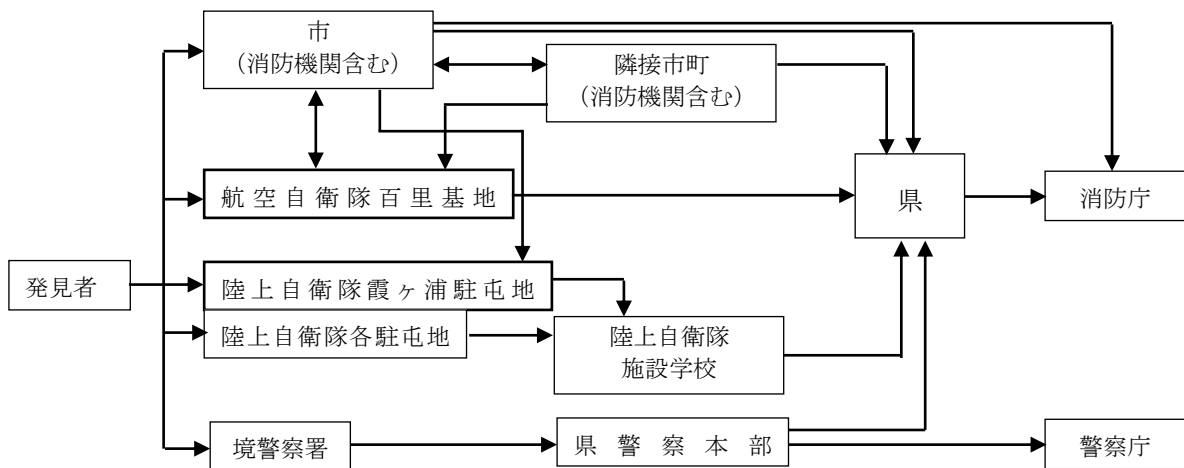 市
（消防機関含む）
隣接市町
（消防機関含む）
航空自衛隊百里基地
県
消防庁
発見者
陸上自衛隊霞ヶ浦駐屯地
陸上自衛隊各駐屯地
陸上自衛隊
施設学校
境警察署
県警察本部
警察庁